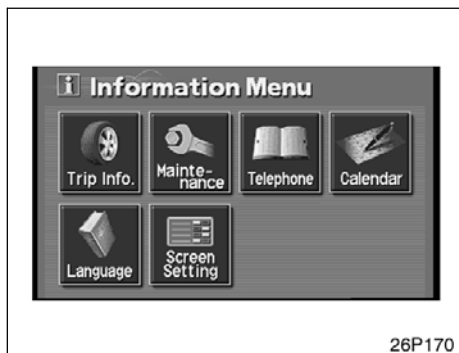 i Information Menu
Trip Info.
Mainte-
nance
Telephone
Calendar
Language
Screen
Setting
26P170